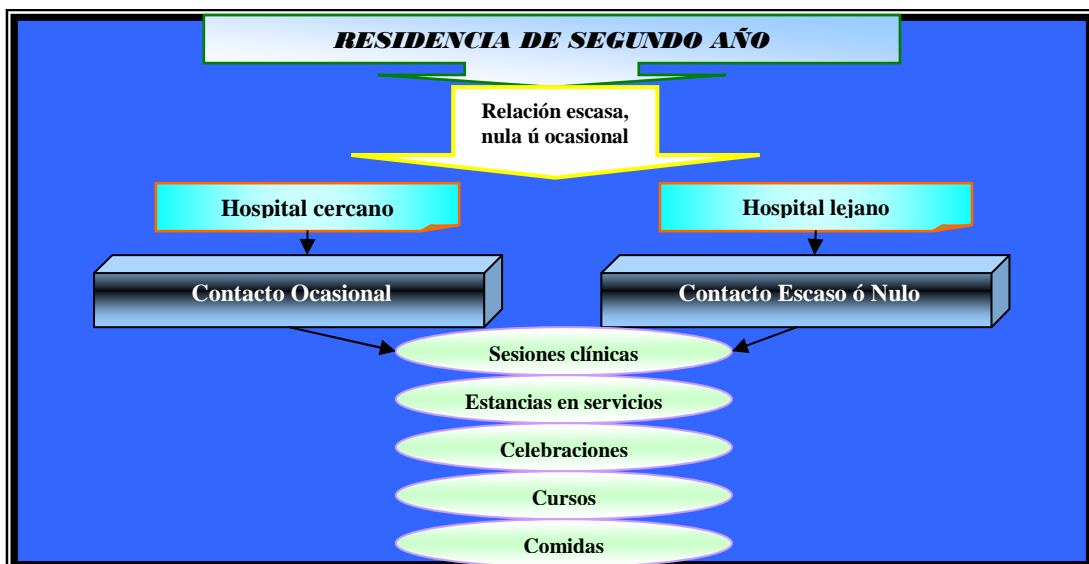 RESIDENCIA DE SEGUNDO AÑO
Relación escasa,
nula ú ocasional
Hospital cercano
Hospital lejano
Contacto Ocasional
Contacto Escaso ó Nulo
Sesiones clínicas
Estancias en servicios
Celebraciones
Cursos
Comidas